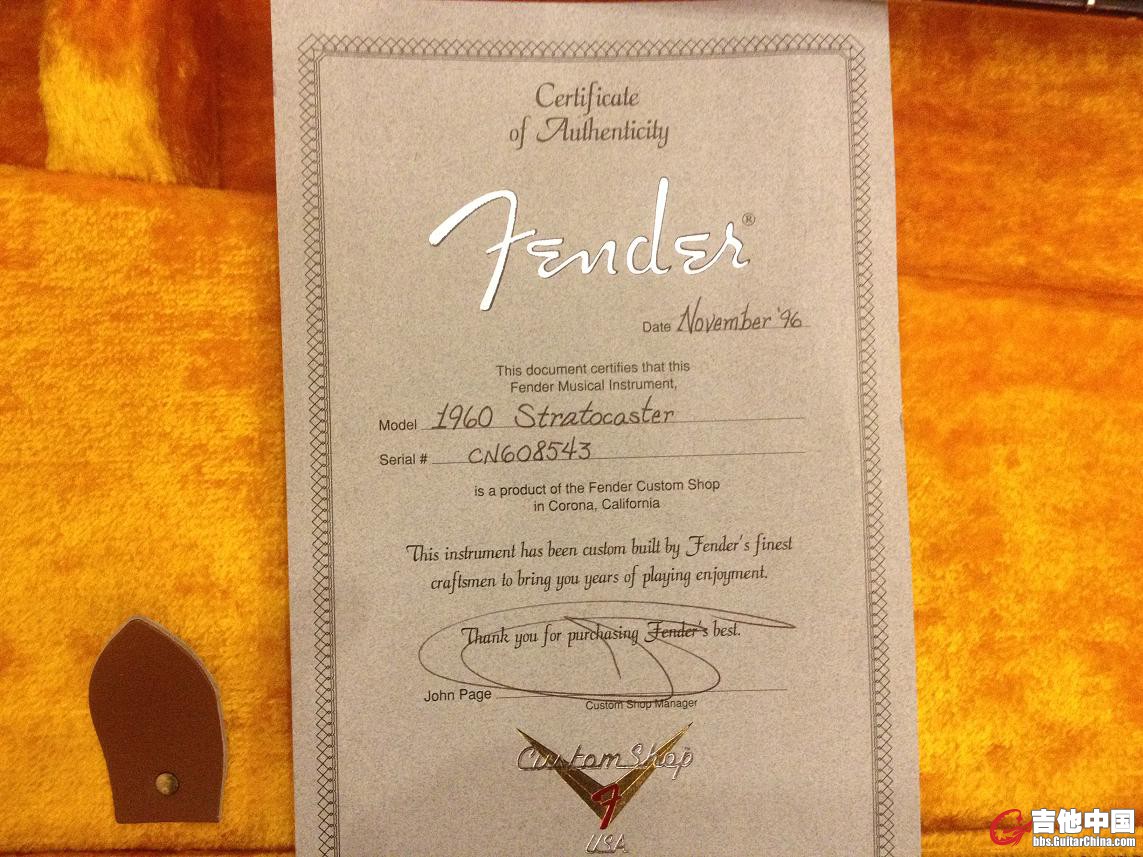 Certificate
of Authenticity
Fender®
Date November '96
This document certifies that this
Fender Musical Instrument,
Model 1960 Stratocaster
Serial # CN608543
is a product of the Fender Custom Shop
in Corona, California
This instrument has been custom built by Fender's finest
craftsmen to bring you years of playing enjoyment.
Thank you for purchasing Fender's best.
John Page
Custom Shop Manager
Custom Shop
F
USA
吉他中国
bbs.GuitarChina.com